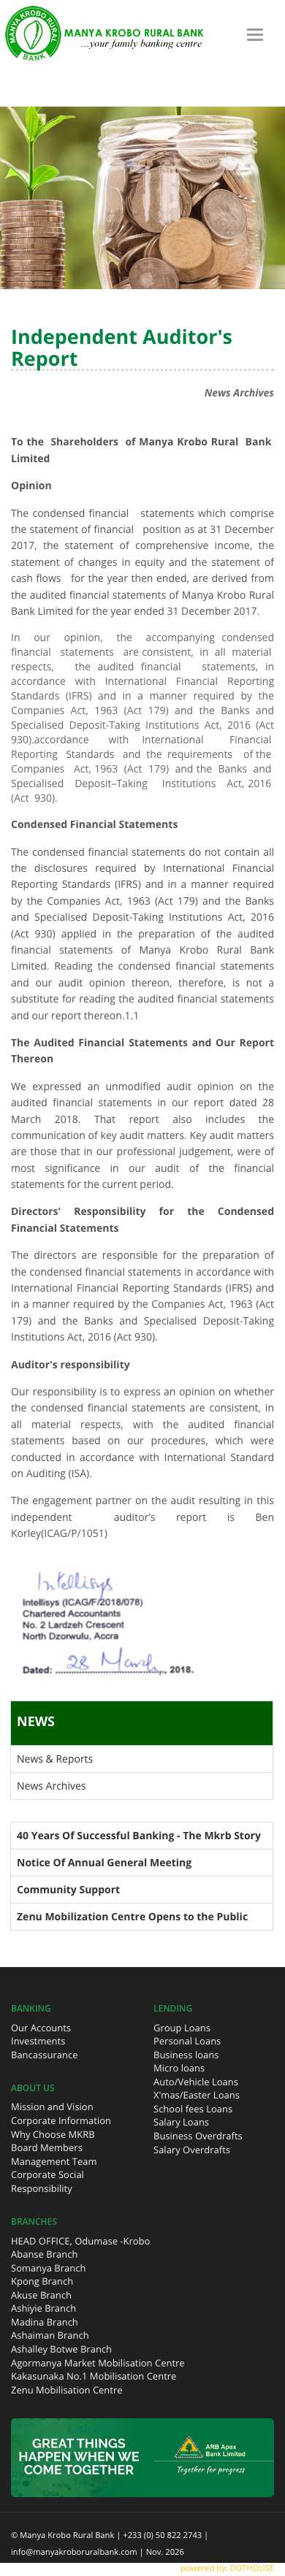 MANYA KROBO RURAL BANK
BANK
MANYA KROBO RURAL BANK
...your family banking centre
Independent Auditor's
Report
News Archives
To the Shareholders of Manya Krobo Rural Bank
Limited
Opinion
The condensed financial statements which comprise
the statement of financial position as at 31 December
2017, the statement of comprehensive income, the
statement of changes in equity and the statement of
cash flows for the year then ended, are derived from
the audited financial statements of Manya Krobo Rural
Bank Limited for the year ended 31 December 2017.
In our opinion, the accompanying condensed
financial statements are consistent, in all material
respects, the audited financial statements, in
accordance with International Financial Reporting
Standards (IFRS) and in a manner required by the
Companies Act, 1963 (Act 179) and the Banks and
Specialised Deposit-Taking Institutions Act, 2016 (Act
930).accordance with International Financial
Reporting Standards and the requirements of the
Companies Act, 1963 (Act 179) and the Banks and
Specialised Deposit–Taking Institutions Act, 2016
(Act 930).
Condensed Financial Statements
The condensed financial statements do not contain all
the disclosures required by International Financial
Reporting Standards (IFRS) and in a manner required
by the Companies Act, 1963 (Act 179) and the Banks
and Specialised Deposit-Taking Institutions Act, 2016
(Act 930) applied in the preparation of the audited
financial statements of Manya Krobo Rural Bank
Limited. Reading the condensed financial statements
and our audit opinion thereon, therefore, is not a
substitute for reading the audited financial statements
and our report thereon.1.1
The Audited Financial Statements and Our Report
Thereon
We expressed an unmodified audit opinion on the
audited financial statements in our report dated 28
March 2018. That report also includes the
communication of key audit matters. Key audit matters
are those that in our professional judgement, were of
most significance in our audit of the financial
statements for the current period.
Directors' Responsibility for the Condensed
Financial Statements
The directors are responsible for the preparation of
the condensed financial statements in accordance with
International Financial Reporting Standards (IFRS) and
in a manner required by the Companies Act, 1963 (Act
179) and the Banks and Specialised Deposit-Taking
Institutions Act, 2016 (Act 930).
Auditor's responsibility
Our responsibility is to express an opinion on whether
the condensed financial statements are consistent, in
all material respects, with the audited financial
statements based on our procedures, which were
conducted in accordance with International Standard
on Auditing (ISA).
The engagement partner on the audit resulting in this
independent auditor's report is Ben
Korley(ICAG/P/1051)
Intellisys
Intellisys (ICAG/F/2018/078)
Chartered Accountants
No. 2 Lardzeh Crescent
North Dzorwulu, Accra
Dated: 28 March, 2018.
NEWS
News & Reports
News Archives
40 Years Of Successful Banking - The Mkrb Story
Notice Of Annual General Meeting
Community Support
Zenu Mobilization Centre Opens to the Public
BANKING
Our Accounts
Investments
Bancassurance
ABOUT US
Mission and Vision
Corporate Information
Why Choose MKRB
Board Members
Management Team
Corporate Social
Responsibility
LENDING
Group Loans
Personal Loans
Business loans
Micro loans
Auto/Vehicle Loans
X'mas/Easter Loans
School fees Loans
Salary Loans
Business Overdrafts
Salary Overdrafts
BRANCHES
HEAD OFFICE, Odumase -Krobo
Abanse Branch
Somanya Branch
Kpong Branch
Akuse Branch
Ashiyie Branch
Madina Branch
Ashaiman Branch
Ashalley Botwe Branch
Agormanya Market Mobilisation Centre
Kakasunaka No.1 Mobilisation Centre
Zenu Mobilisation Centre
GREAT THINGS
HAPPEN WHEN WE
COME TOGETHER
ARB Apex
Bank Limited
Together for progress
© Manya Krobo Rural Bank | +233 (0) 50 822 2743 |
info@manyakroboruralbank.com | Nov. 2026
powered by: DOTHOUSE